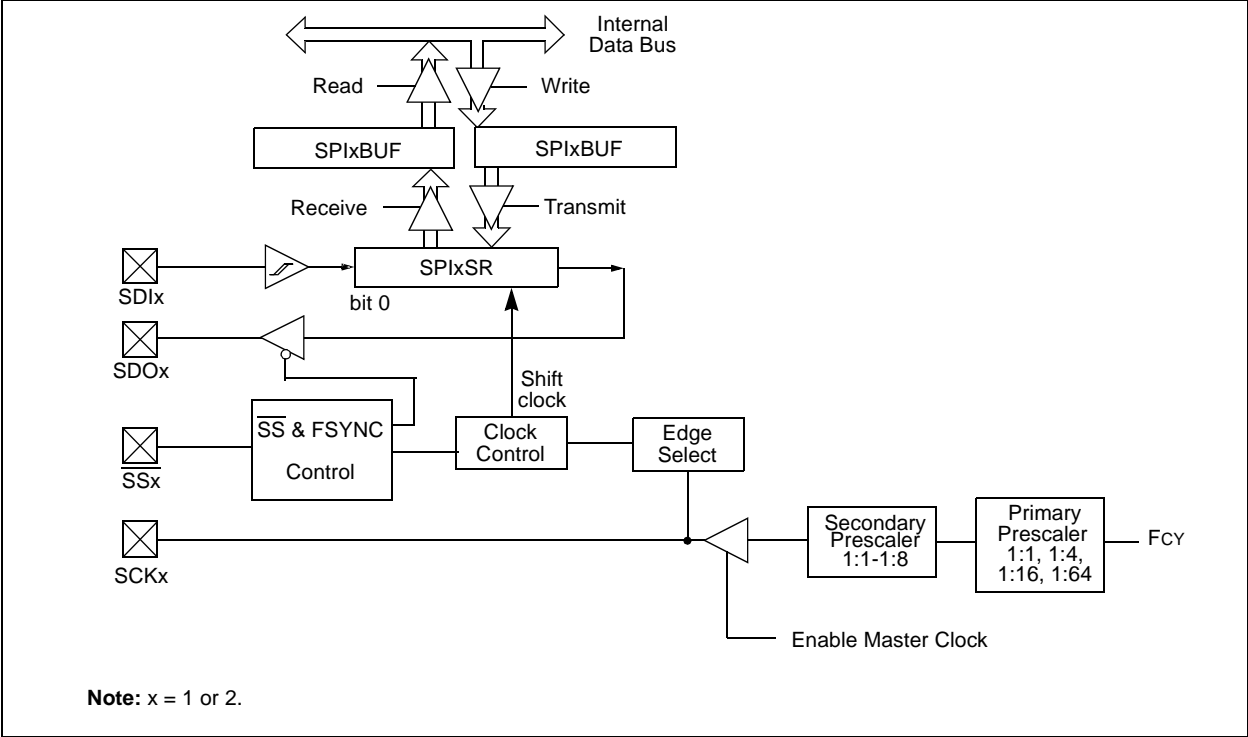 Internal
Data Bus
Read
Write
SPIxBUF
SPIxBUF
Receive
Transmit
SPIxSR
SDIx
bit 0
SDOx
Shift
clock
SS & FSYNC
Control
Clock
Control
Edge
Select
SSx
Secondary
Prescaler
1:1-1:8
Primary
Prescaler
1:1, 1:4,
1:16, 1:64
FCY
SCKx
Enable Master Clock
Note: x = 1 or 2.